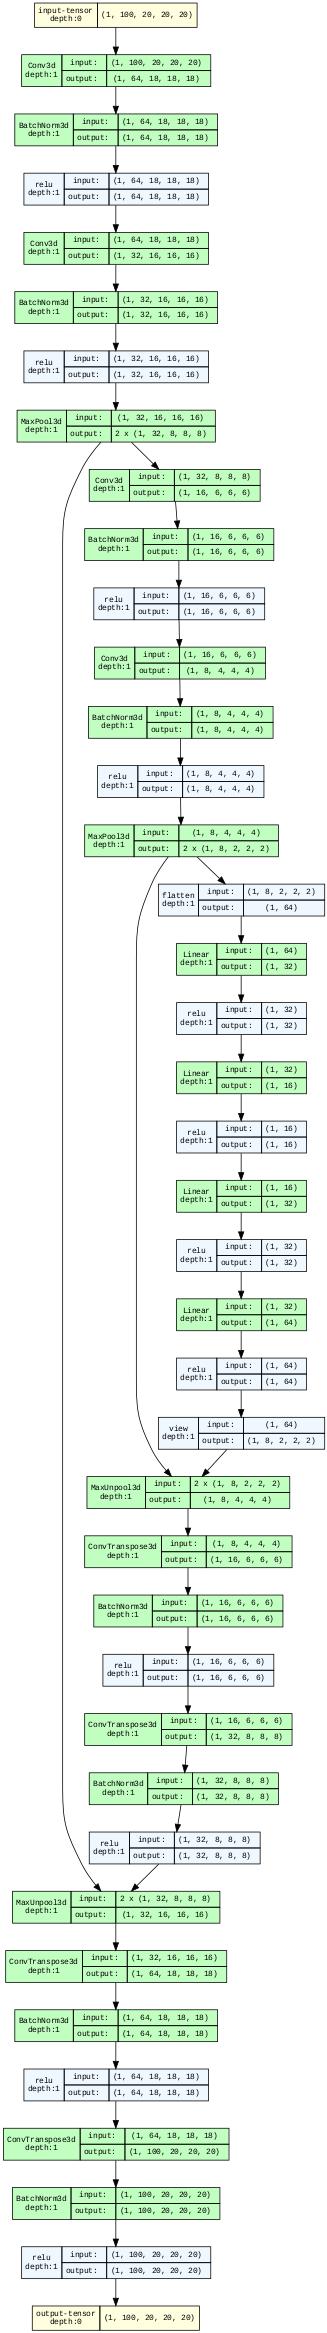 input-tensor
depth:0
(1, 100, 20, 20, 20)
Conv3d
depth:1
input:
(1, 100, 20, 20, 20)
output:
(1, 64, 18, 18, 18)
BatchNorm3d
depth:1
input:
(1, 64, 18, 18, 18)
output:
(1, 64, 18, 18, 18)
relu
depth:1
input:
(1, 64, 18, 18, 18)
output:
(1, 64, 18, 18, 18)
Conv3d
depth:1
input:
(1, 64, 18, 18, 18)
output:
(1, 32, 16, 16, 16)
BatchNorm3d
depth:1
input:
(1, 32, 16, 16, 16)
output:
(1, 32, 16, 16, 16)
relu
depth:1
input:
(1, 32, 16, 16, 16)
output:
(1, 32, 16, 16, 16)
MaxPool3d
depth:1
input:
(1, 32, 16, 16, 16)
output:
2 x (1, 32, 8, 8, 8)
Conv3d
depth:1
input:
(1, 32, 8, 8, 8)
output:
(1, 16, 6, 6, 6)
BatchNorm3d
depth:1
input:
(1, 16, 6, 6, 6)
output:
(1, 16, 6, 6, 6)
relu
depth:1
input:
(1, 16, 6, 6, 6)
output:
(1, 16, 6, 6, 6)
Conv3d
depth:1
input:
(1, 16, 6, 6, 6)
output:
(1, 8, 4, 4, 4)
BatchNorm3d
depth:1
input:
(1, 8, 4, 4, 4)
output:
(1, 8, 4, 4, 4)
relu
depth:1
input:
(1, 8, 4, 4, 4)
output:
(1, 8, 4, 4, 4)
MaxPool3d
depth:1
input:
(1, 8, 4, 4, 4)
output:
2 x (1, 8, 2, 2, 2)
flatten
depth:1
input:
(1, 8, 2, 2, 2)
output:
(1, 64)
Linear
depth:1
input:
(1, 64)
output:
(1, 32)
relu
depth:1
input:
(1, 32)
output:
(1, 32)
Linear
depth:1
input:
(1, 32)
output:
(1, 16)
relu
depth:1
input:
(1, 16)
output:
(1, 16)
Linear
depth:1
input:
(1, 16)
output:
(1, 32)
relu
depth:1
input:
(1, 32)
output:
(1, 32)
Linear
depth:1
input:
(1, 32)
output:
(1, 64)
relu
depth:1
input:
(1, 64)
output:
(1, 64)
view
depth:1
input:
(1, 64)
output:
(1, 8, 2, 2, 2)
MaxUnpool3d
depth:1
input:
2 x (1, 8, 2, 2, 2)
output:
(1, 8, 4, 4, 4)
ConvTranspose3d
depth:1
input:
(1, 8, 4, 4, 4)
output:
(1, 16, 6, 6, 6)
BatchNorm3d
depth:1
input:
(1, 16, 6, 6, 6)
output:
(1, 16, 6, 6, 6)
relu
depth:1
input:
(1, 16, 6, 6, 6)
output:
(1, 16, 6, 6, 6)
ConvTranspose3d
depth:1
input:
(1, 16, 6, 6, 6)
output:
(1, 32, 8, 8, 8)
BatchNorm3d
depth:1
input:
(1, 32, 8, 8, 8)
output:
(1, 32, 8, 8, 8)
relu
depth:1
input:
(1, 32, 8, 8, 8)
output:
(1, 32, 8, 8, 8)
MaxUnpool3d
depth:1
input:
2 x (1, 32, 8, 8, 8)
output:
(1, 32, 16, 16, 16)
ConvTranspose3d
depth:1
input:
(1, 32, 16, 16, 16)
output:
(1, 64, 18, 18, 18)
BatchNorm3d
depth:1
input:
(1, 64, 18, 18, 18)
output:
(1, 64, 18, 18, 18)
relu
depth:1
input:
(1, 64, 18, 18, 18)
output:
(1, 64, 18, 18, 18)
ConvTranspose3d
depth:1
input:
(1, 64, 18, 18, 18)
output:
(1, 100, 20, 20, 20)
BatchNorm3d
depth:1
input:
(1, 100, 20, 20, 20)
output:
(1, 100, 20, 20, 20)
relu
depth:1
input:
(1, 100, 20, 20, 20)
output:
(1, 100, 20, 20, 20)
output-tensor
depth:0
(1, 100, 20, 20, 20)